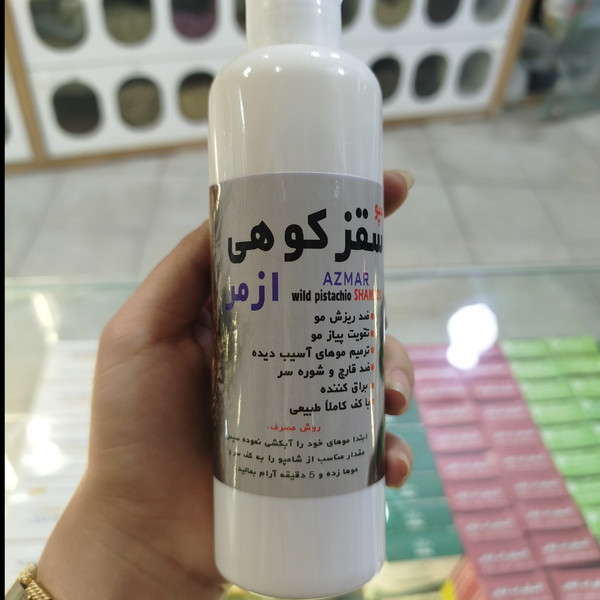 سقز کوهی
ازمر
AZMAR
wild pistachio SHAMPOO
ضد ریزش مو
تقویت پیاز مو
ترمیم موهای آسیب دیده
ضد قارچ و شوره سر
براق کننده
با کف کاملاً طبیعی
روش مصرف:
ابتدا موهای خود را آبکشی نموده سپس
مقدار مناسب از شامپو را به کف سر و
موها زده و 5 دقیقه آرام بمالید